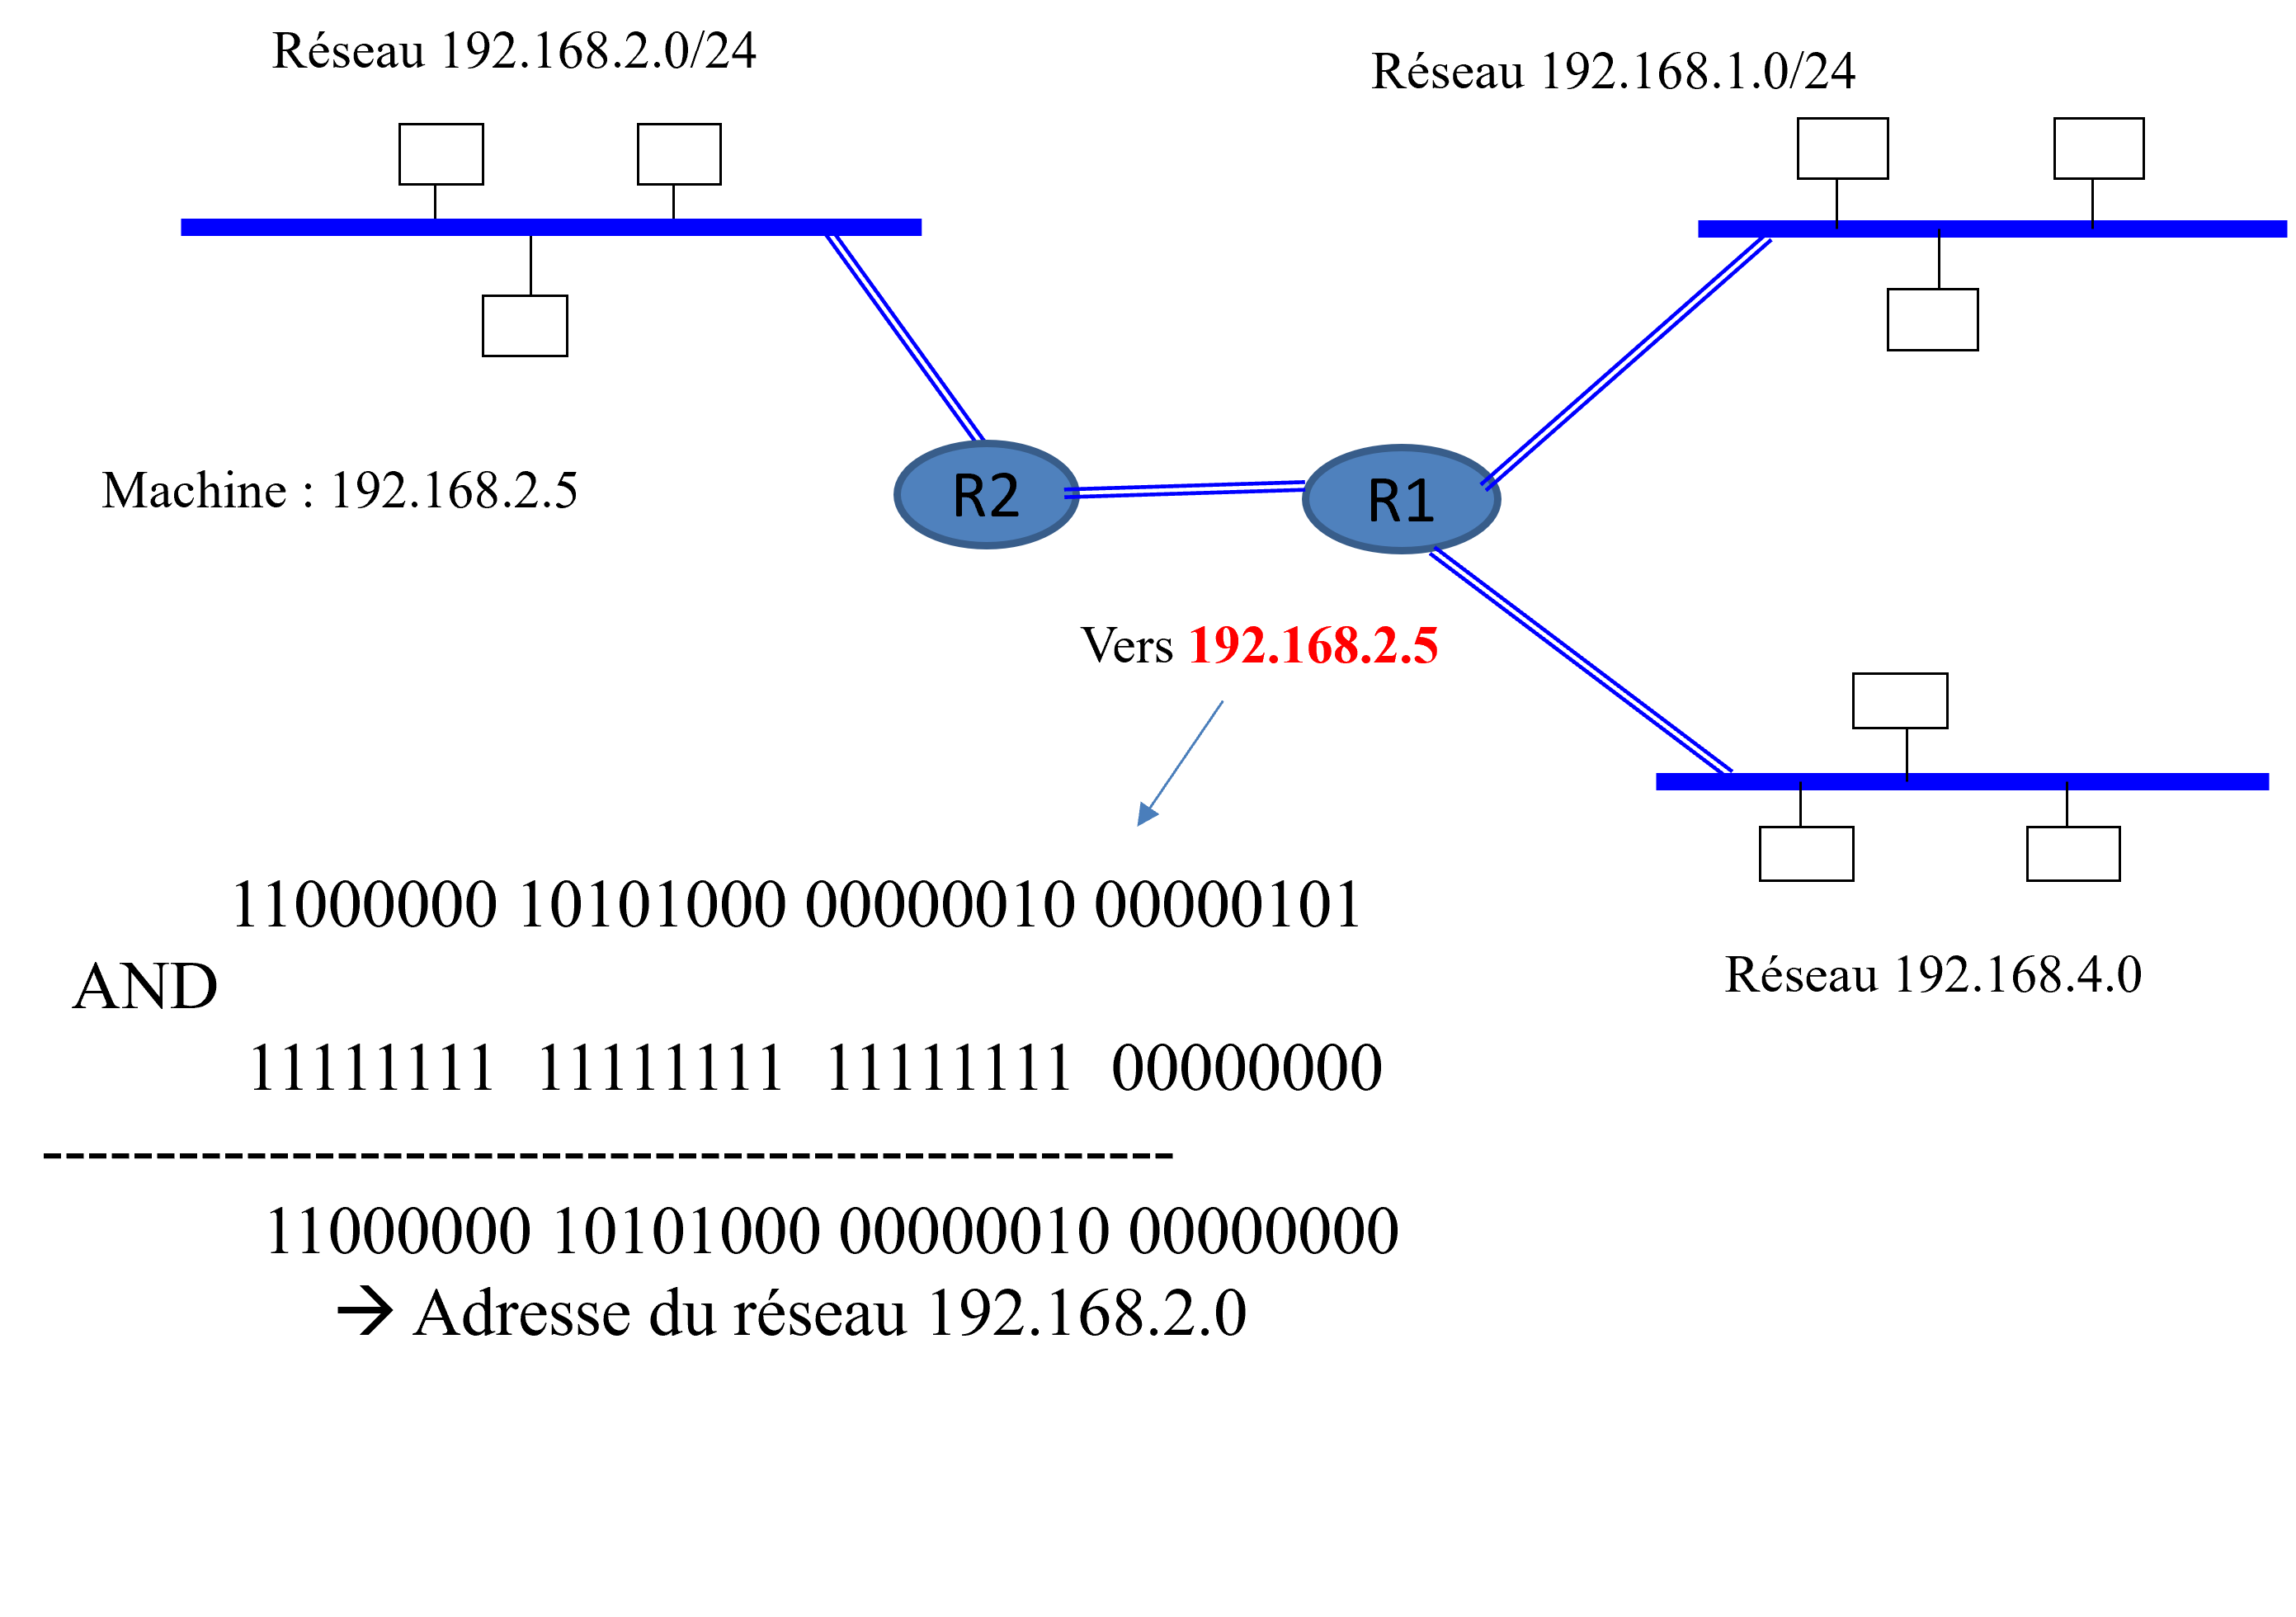 Réseau 192.168.2.0/24
Réseau 192.168.1.0/24
Machine : 192.168.2.5
R2
R1
Vers 192.168.2.5
11000000 10101000 00000010 00000101
AND
11111111 11111111 11111111 00000000
--------------------------------------------------
11000000 10101000 00000010 00000000
→ Adresse du réseau 192.168.2.0
Réseau 192.168.4.0